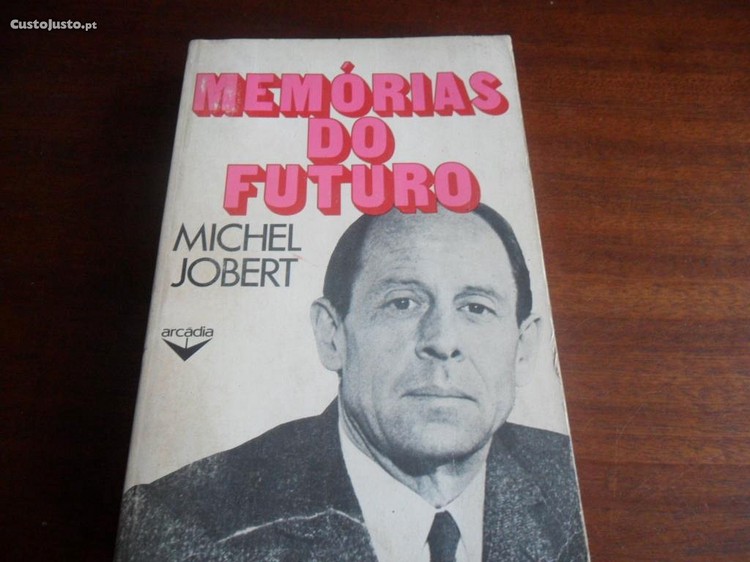 CustoJusto.pt
MEMÓRIAS
DO
FUTURO
MICHEL
JOBERT
arcádia